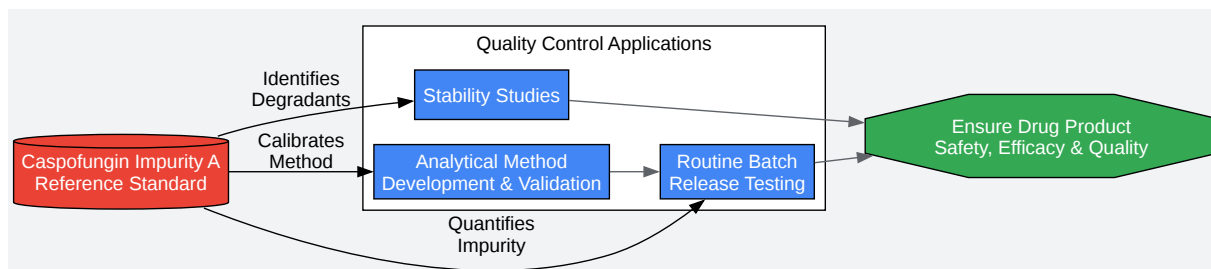 Quality Control Applications
Identifies
Degradants
Stability Studies
Calibrates
Method
Caspofungin Impurity A
Reference Standard
Analytical Method
Development & Validation
Routine Batch
Release Testing
Ensure Drug Product
Safety, Efficacy & Quality
Quantifies
Impurity